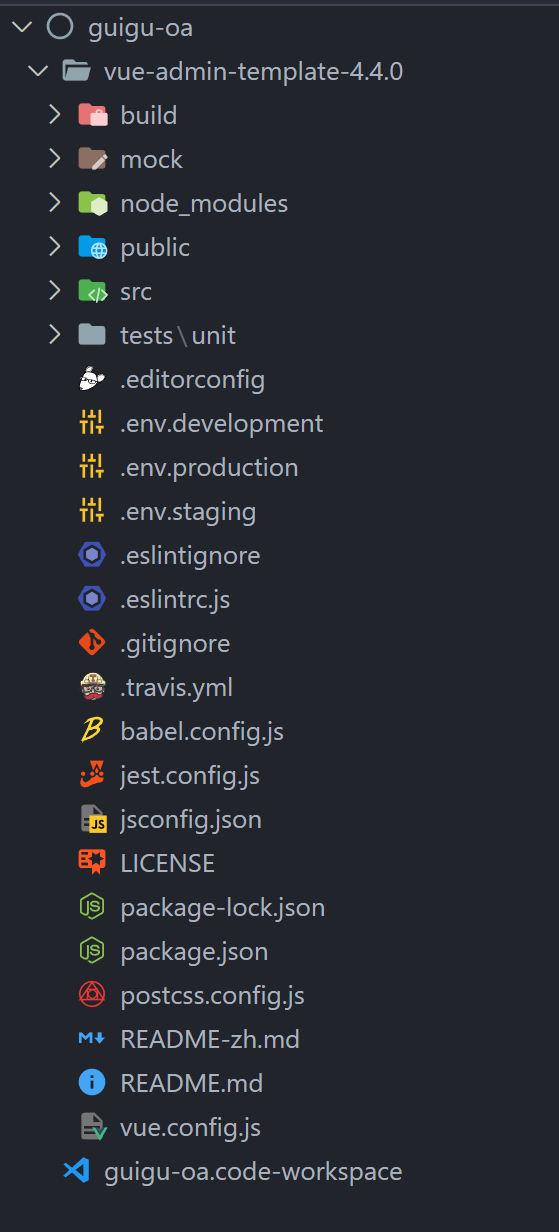 guigu-oa
vue-admin-template-4.4.0
build
mock
node_modules
public
src
tests\unit
.editorconfig
.env.development
.env.production
.env.staging
.eslintignore
.eslintrc.js
.gitignore
.travis.yml
babel.config.js
jest.config.js
jsconfig.json
LICENSE
package-lock.json
package.json
postcss.config.js
README-zh.md
README.md
vue.config.js
guigu-oa.code-workspace